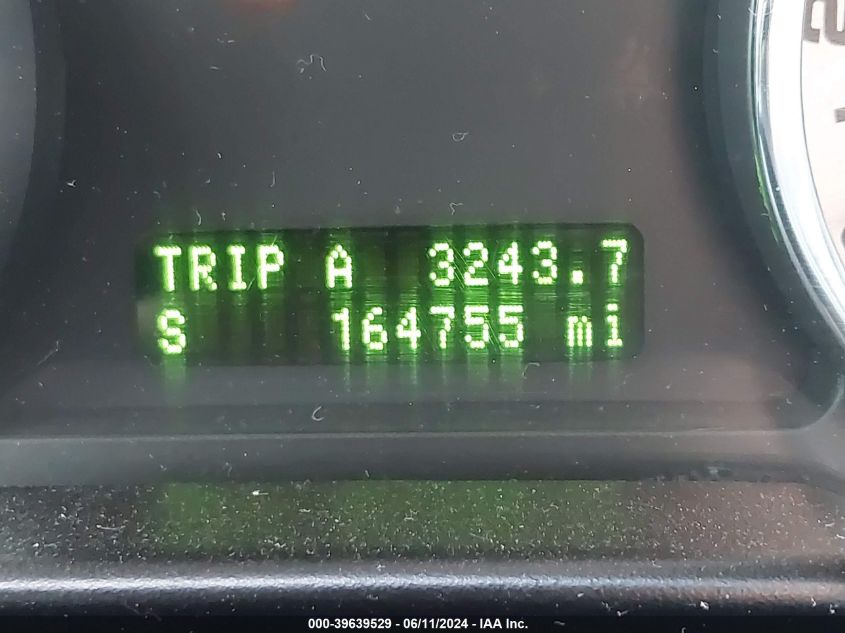 TRIP A 3243.7
S 164755 mi
000-39639529 - 06/11/2024 - IAA Inc.